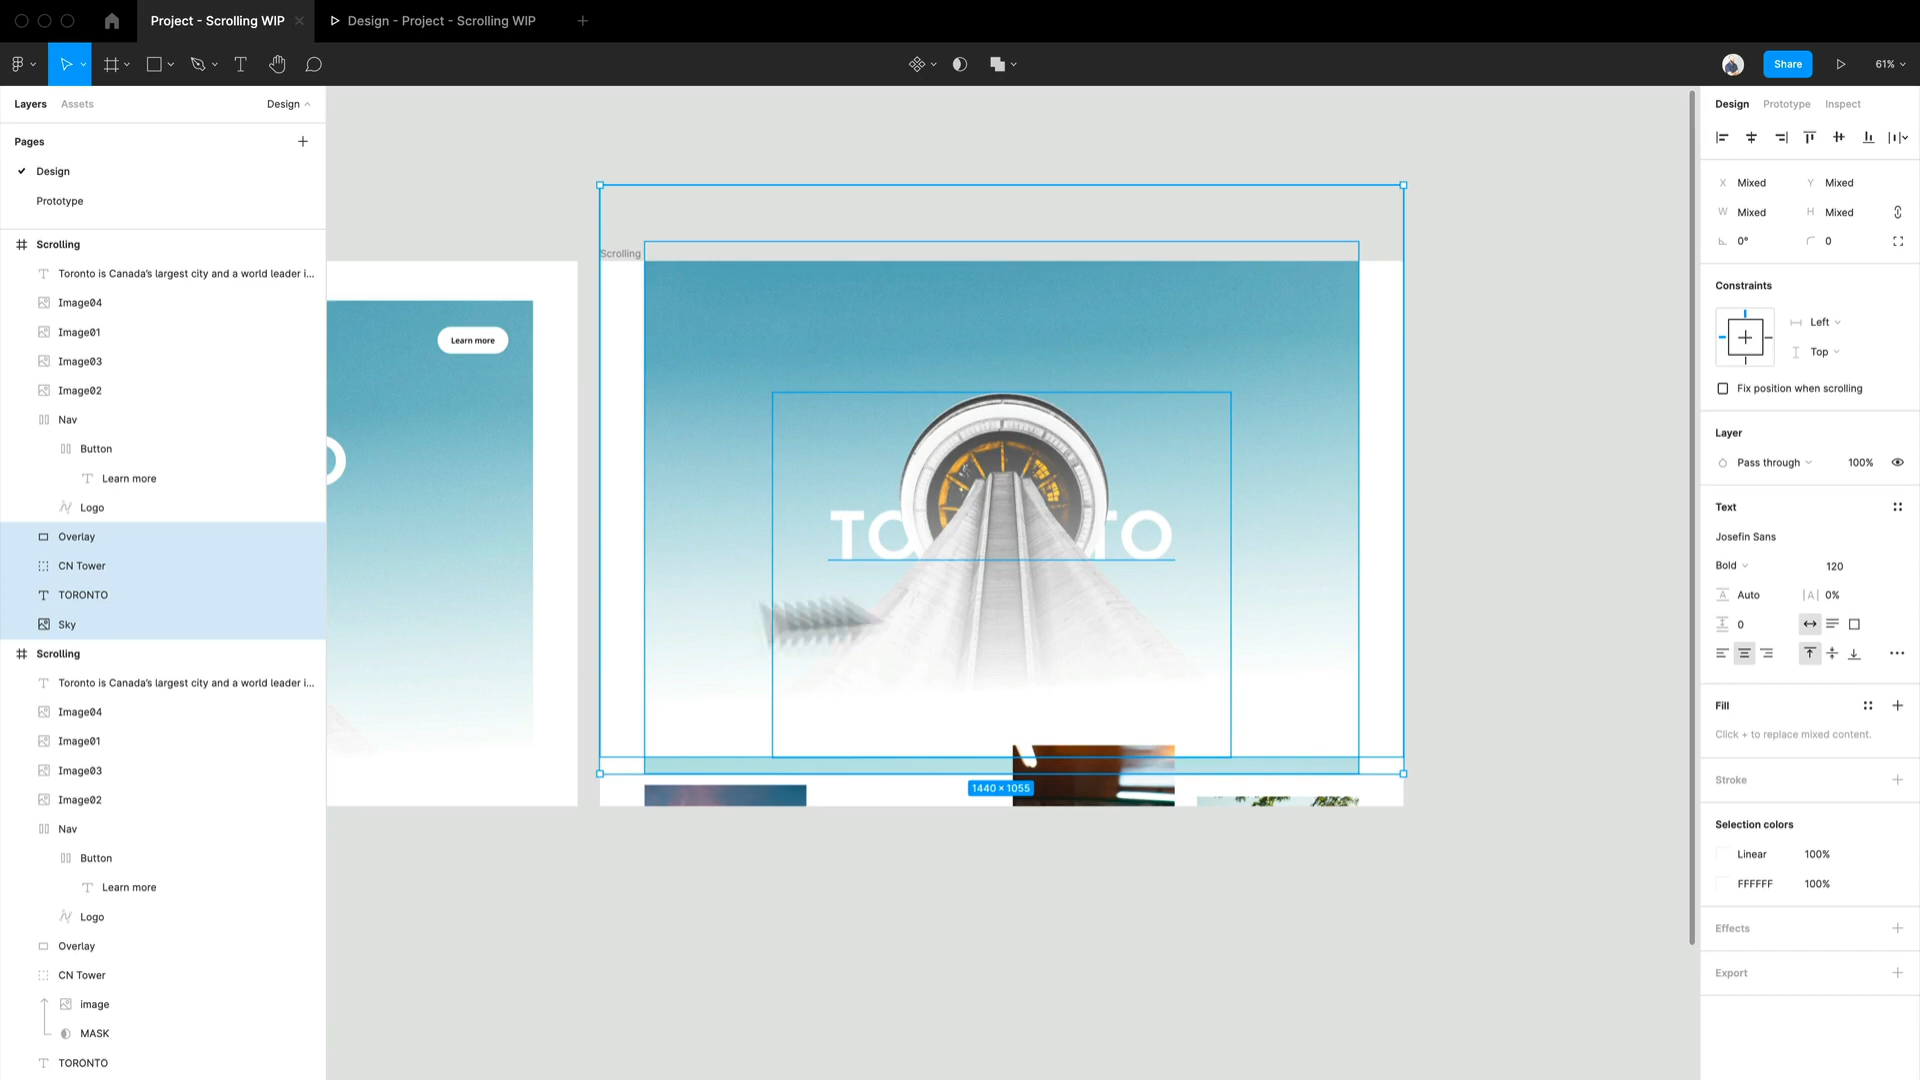 Project - Scrolling WIP
Design - Project - Scrolling WIP
Share
61%
Layers
Assets
Design
Pages
Design
Prototype
Scrolling
Toronto is Canada's largest city and a world leader i...
Image04
Image01
Image03
Image02
Nav
Button
Learn more
Logo
Overlay
CN Tower
TORONTO
Sky
Scrolling
Toronto is Canada's largest city and a world leader i...
Image04
Image01
Image03
Image02
Nav
Button
Learn more
Logo
Overlay
CN Tower
image
MASK
TORONTO
Learn more
O
Scrolling
TO TO
1440 × 1055
Design
Prototype
Inspect
X Mixed
Y Mixed
W Mixed
H Mixed
0°
0
Constraints
Left
Top
Fix position when scrolling
Layer
Pass through
100%
Text
Josefin Sans
Bold
120
Auto
|A| 0%
0
Fill
Click + to replace mixed content.
Stroke
Selection colors
Linear
100%
FFFFFF
100%
Effects
Export